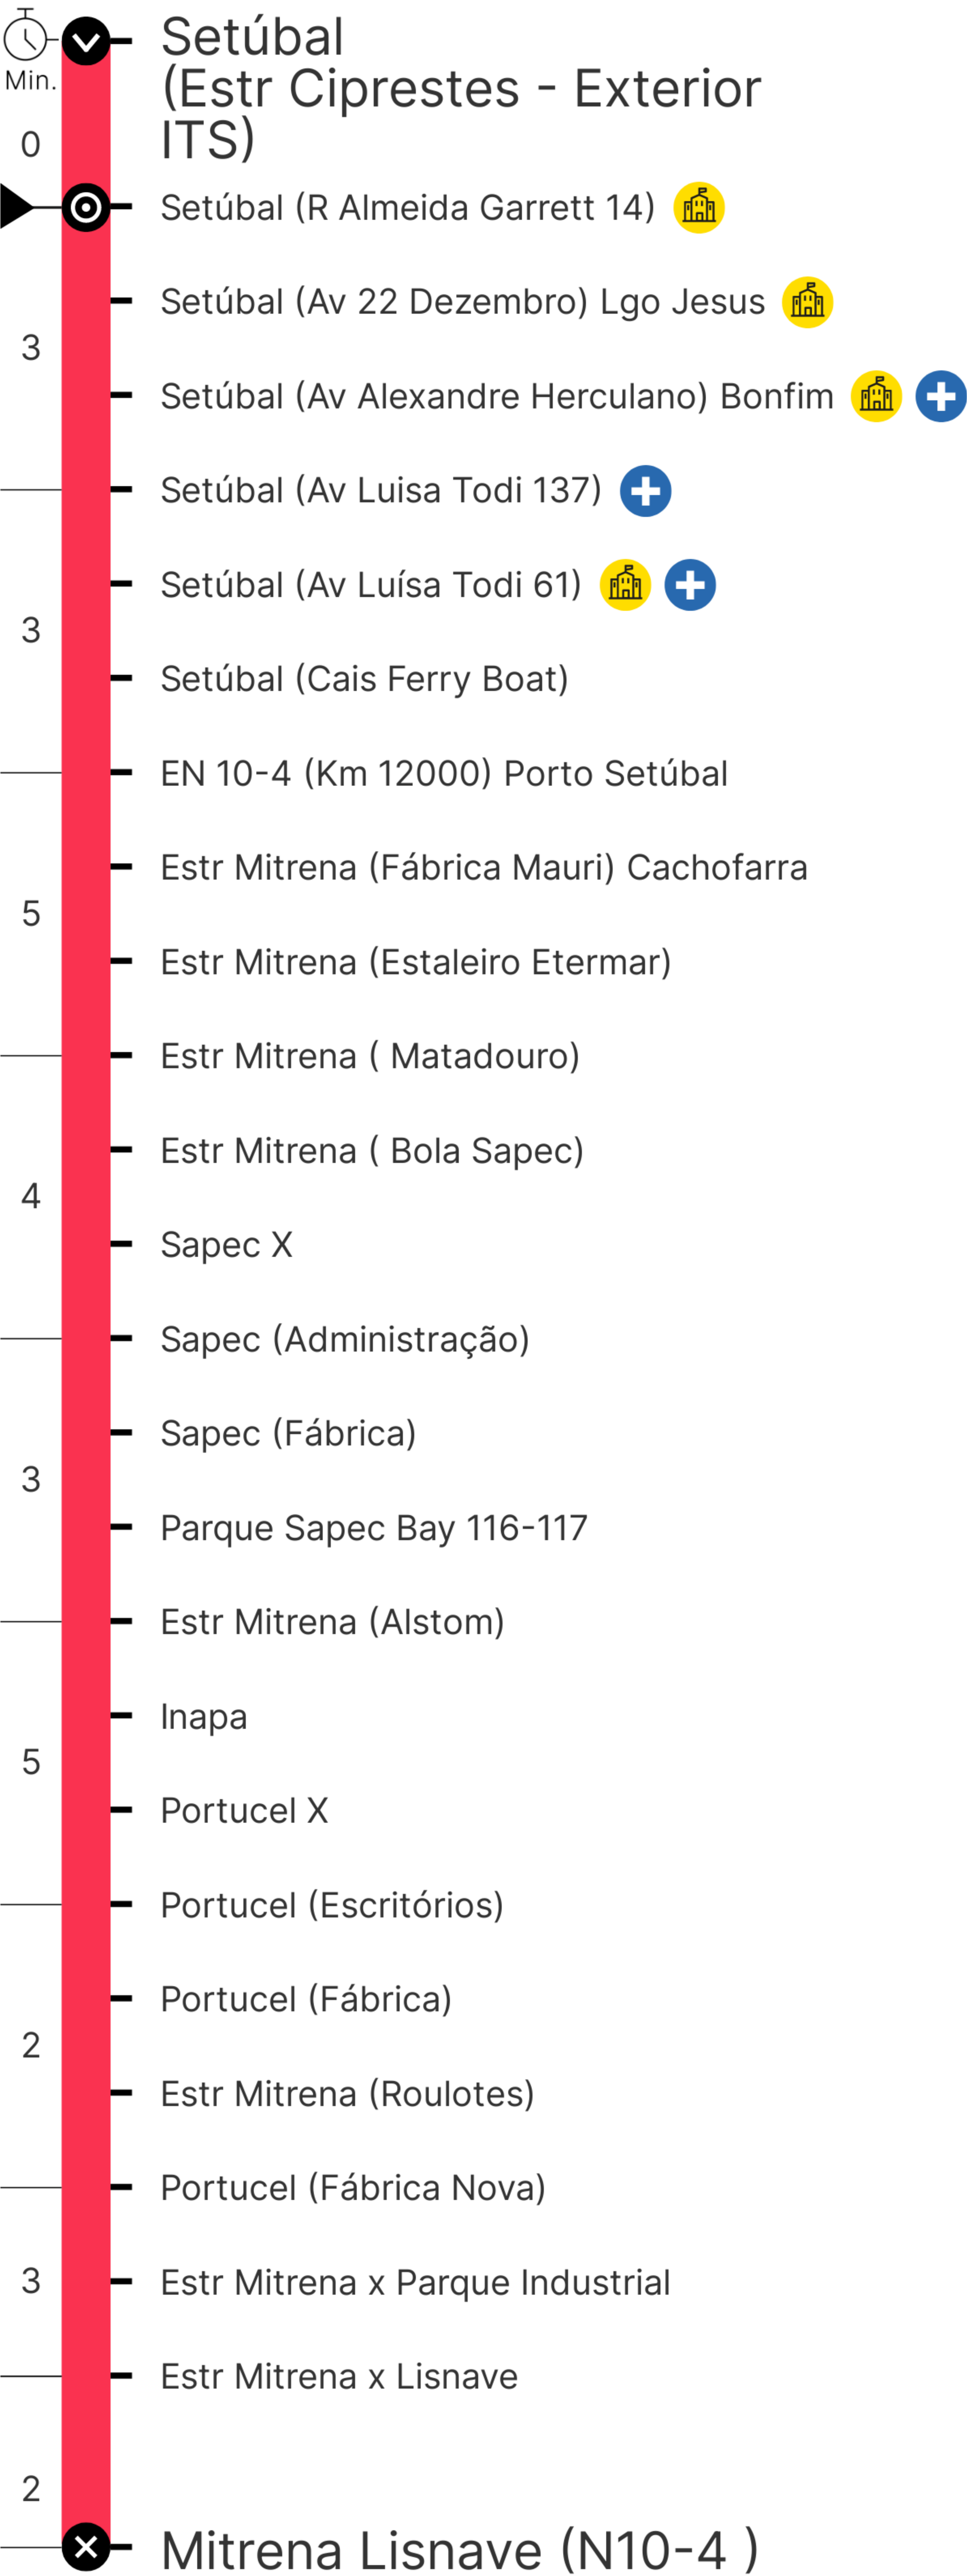 Setúbal
Min.
(Estr Ciprestes - Exterior
ITS)
0
Setúbal (R Almeida Garrett 14)
Setúbal (Av 22 Dezembro) Lgo Jesus
3
Setúbal (Av Alexandre Herculano) Bonfim
Setúbal (Av Luisa Todi 137)
Setúbal (Av Luísa Todi 61)
3
Setúbal (Cais Ferry Boat)
EN 10-4 (Km 12000) Porto Setúbal
Estr Mitrena (Fábrica Mauri) Cachofarra
5
Estr Mitrena (Estaleiro Etermar)
Estr Mitrena ( Matadouro)
Estr Mitrena ( Bola Sapec)
4
Sapec X
Sapec (Administração)
Sapec (Fábrica)
3
Parque Sapec Bay 116-117
Estr Mitrena (Alstom)
Inapa
5
Portucel X
Portucel (Escritórios)
Portucel (Fábrica)
2
Estr Mitrena (Roulotes)
Portucel (Fábrica Nova)
3
Estr Mitrena x Parque Industrial
Estr Mitrena x Lisnave
2
Mitrena Lisnave (N10-4 )